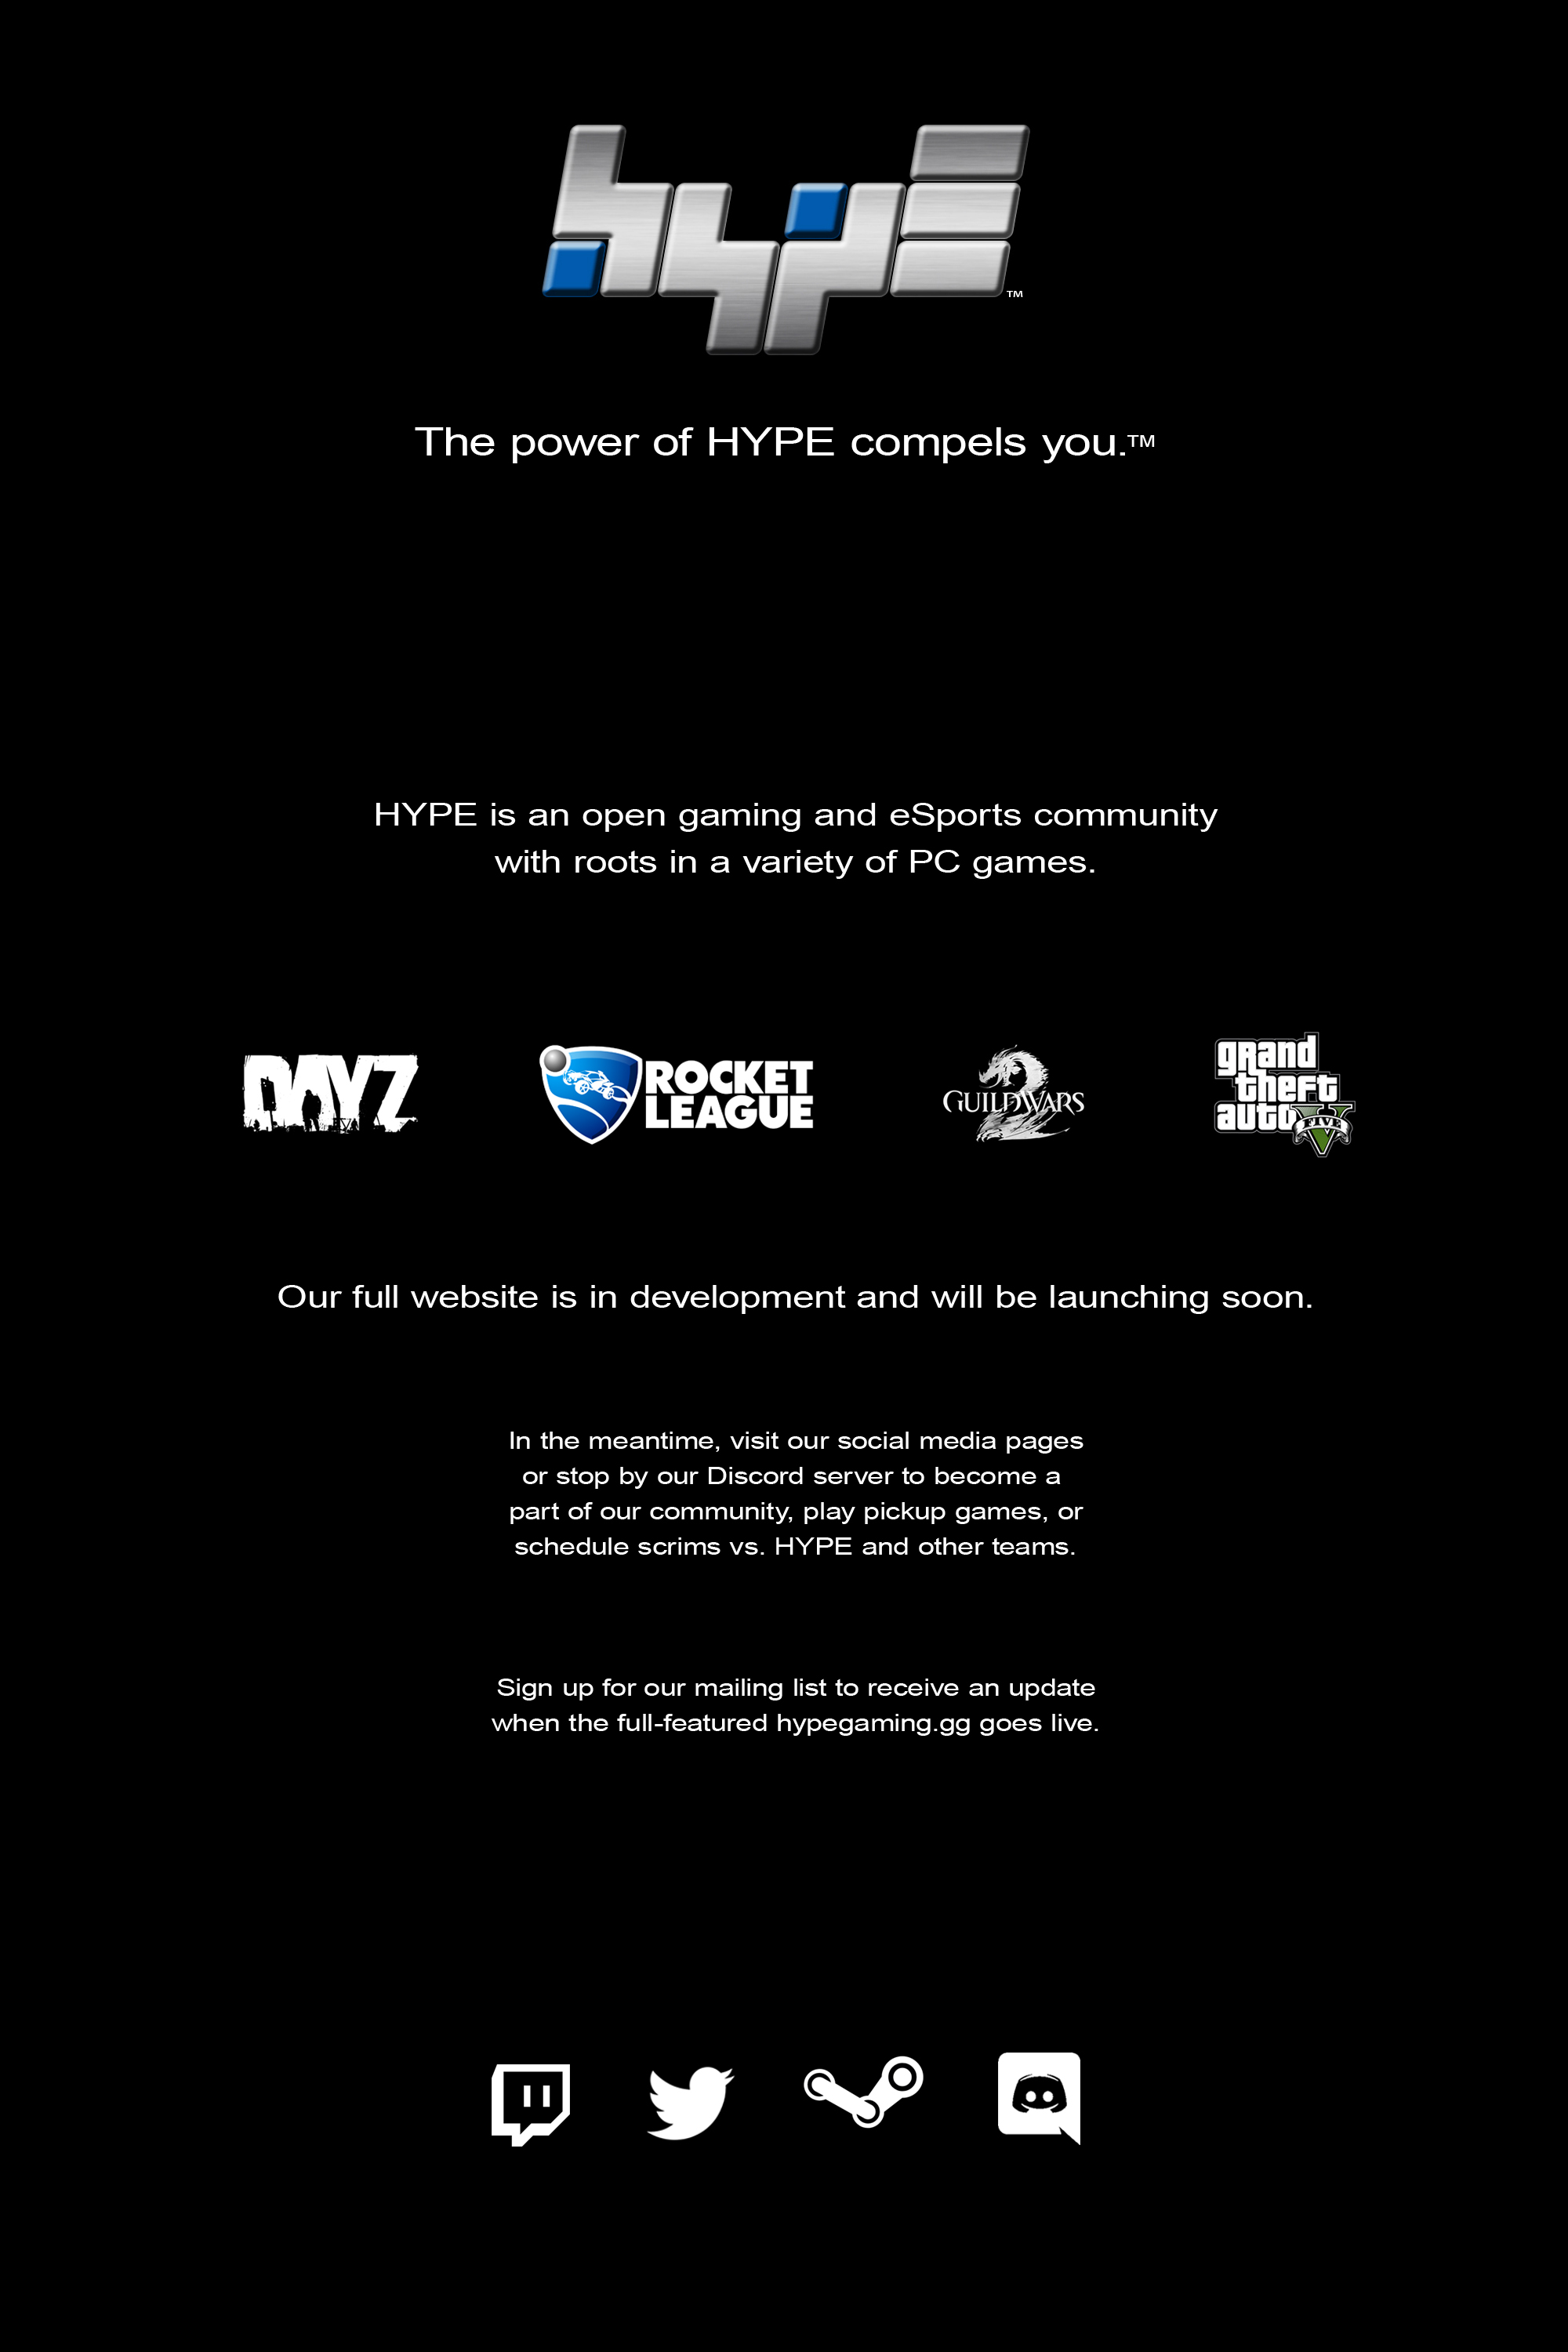 hype™
The power of HYPE compels you.™
HYPE is an open gaming and eSports community
with roots in a variety of PC games.
DAYZ
ROCKET
LEAGUE
GUILDWARS
2
grand
theft
auto
V
FIVE
Our full website is in development and will be launching soon.
In the meantime, visit our social media pages
or stop by our Discord server to become a
part of our community, play pickup games, or
schedule scrims vs. HYPE and other teams.
Sign up for our mailing list to receive an update
when the full-featured hypegaming.gg goes live.